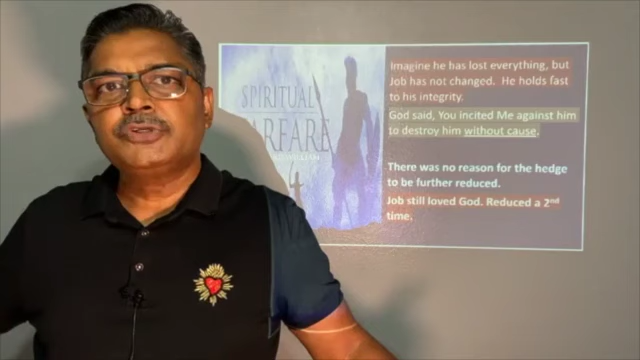 SPIRITUAL
Imagine he has lost everything, but
Job has not changed. He holds fast
to his integrity.
God said, You incited Me against him
to destroy him without cause.
There was no reason for the hedge
to be further reduced.
Job still loved God. Reduced a 2nd
time.